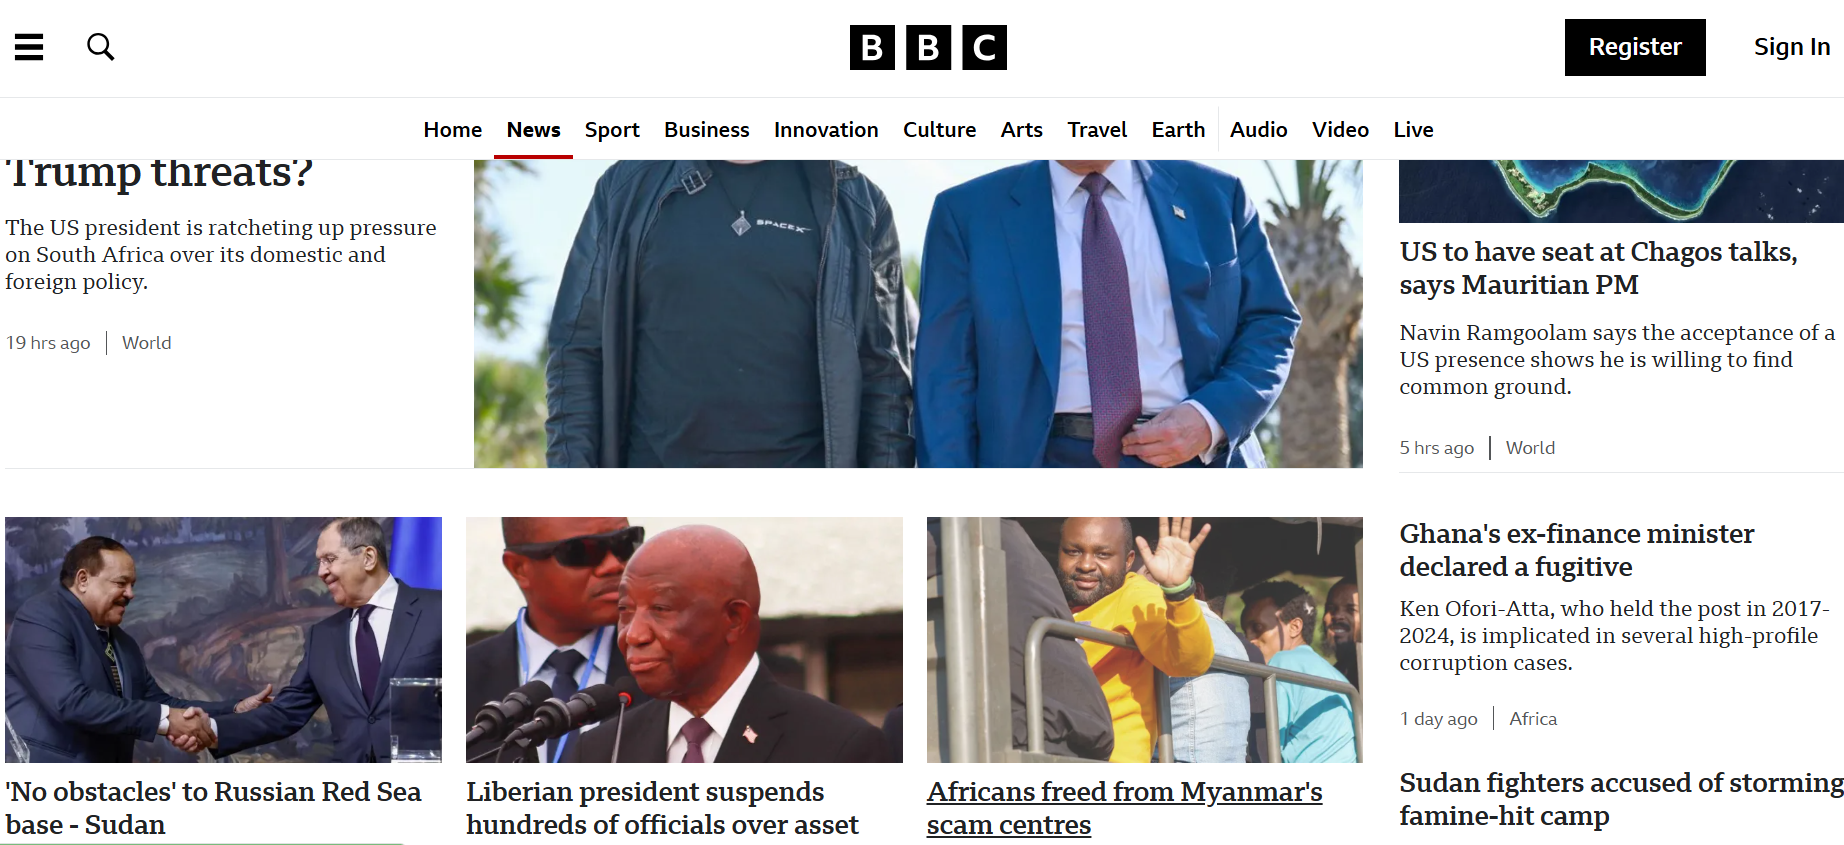 BBC
Register
Sign In
Home News Sport Business Innovation Culture Arts Travel Earth Audio Video Live
Trump threats?
The US president is ratcheting up pressure
on South Africa over its domestic and
foreign policy.
19 hrs ago | World
SPACEX
US to have seat at Chagos talks,
says Mauritian PM
Navin Ramgoolam says the acceptance of a
US presence shows he is willing to find
common ground.
5 hrs ago | World
'No obstacles' to Russian Red Sea
base - Sudan
Liberian president suspends
hundreds of officials over asset
Africans freed from Myanmar's
scam centres
Ghana's ex-finance minister
declared a fugitive
Ken Ofori-Atta, who held the post in 2017-
2024, is implicated in several high-profile
corruption cases.
1 day ago | Africa
Sudan fighters accused of storming
famine-hit camp